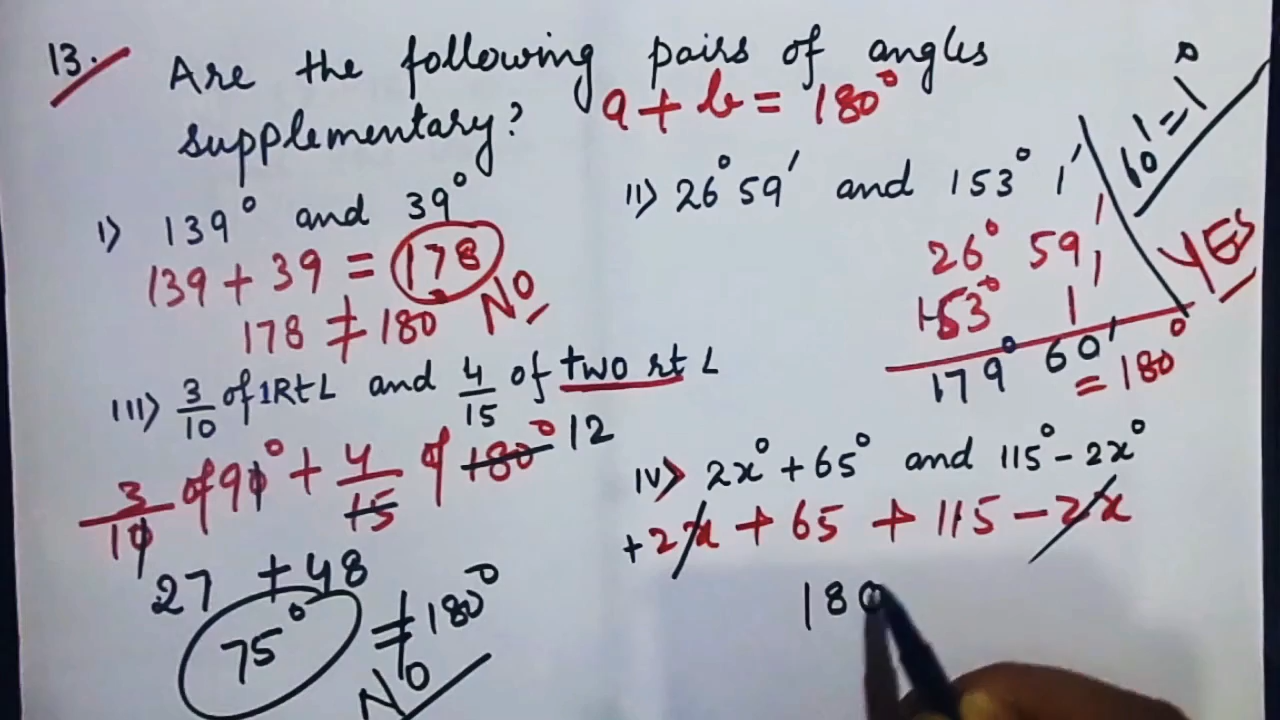 13. Are the following pairs of angles
supplementary? a + b = 180°
60' = 1°
i) 139° and 39°
139 + 39 = 178
178 ≠ 180 NO
ii) 26° 59' and 153° 1'
26° 59'
153° 1'
179° 60' = 180°
YES
iii) 3/10 of 1Rt L and 4/15 of two rt L
3/10 of 90° + 4/15 of 180° 12
27 + 48
75° ≠ 180°
NO
iv) 2x° + 65° and 115° - 2x°
+2x + 65 + 115 - 2x
180